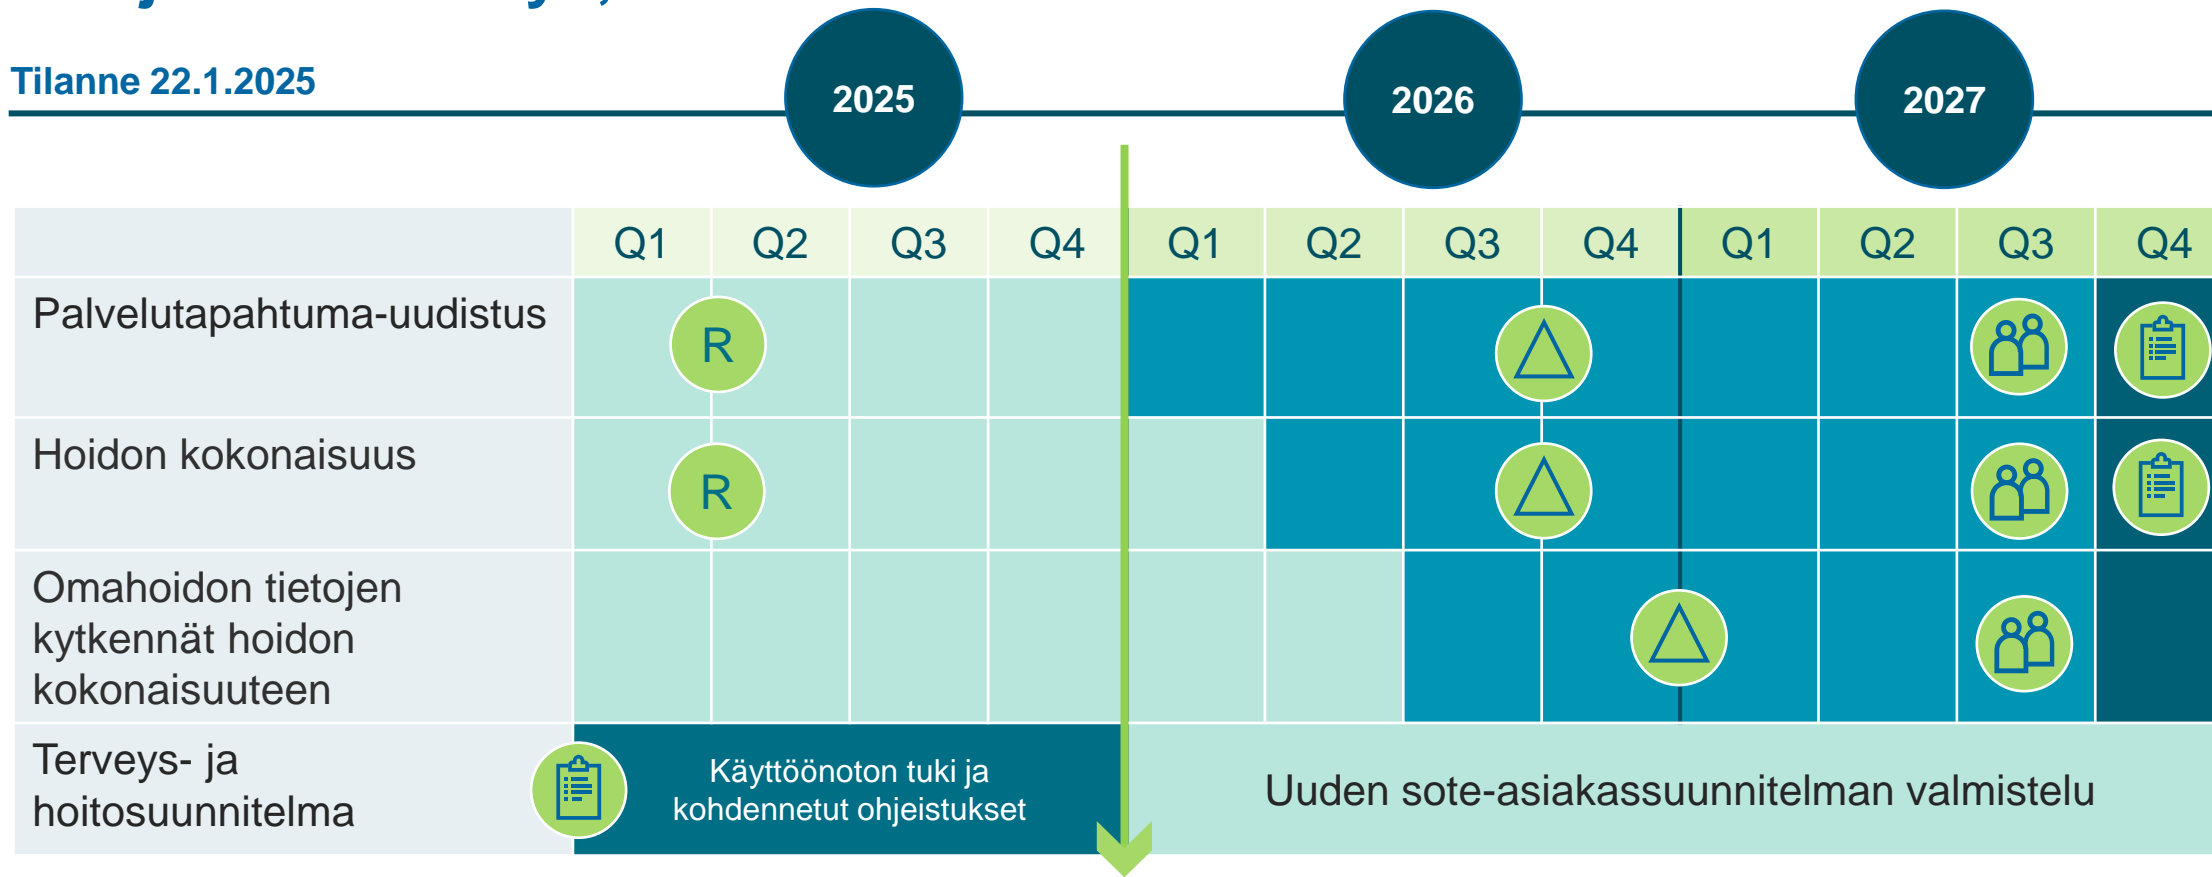 Tilanne 22.1.2025
2025
2026
2027
Q1 Q2 Q3 Q4 Q1 Q2 Q3 Q4 Q1 Q2 Q3 Q4
Palvelutapahtuma-uudistus
R
Hoidon kokonaisuus
R
Omahoidon tietojen
kytkennät hoidon
kokonaisuuteen
Terveys- ja
hoitosuunnitelma
Käyttöönoton tuki ja
kohdennetut ohjeistukset
Uuden sote-asiakassuunnitelman valmistelu